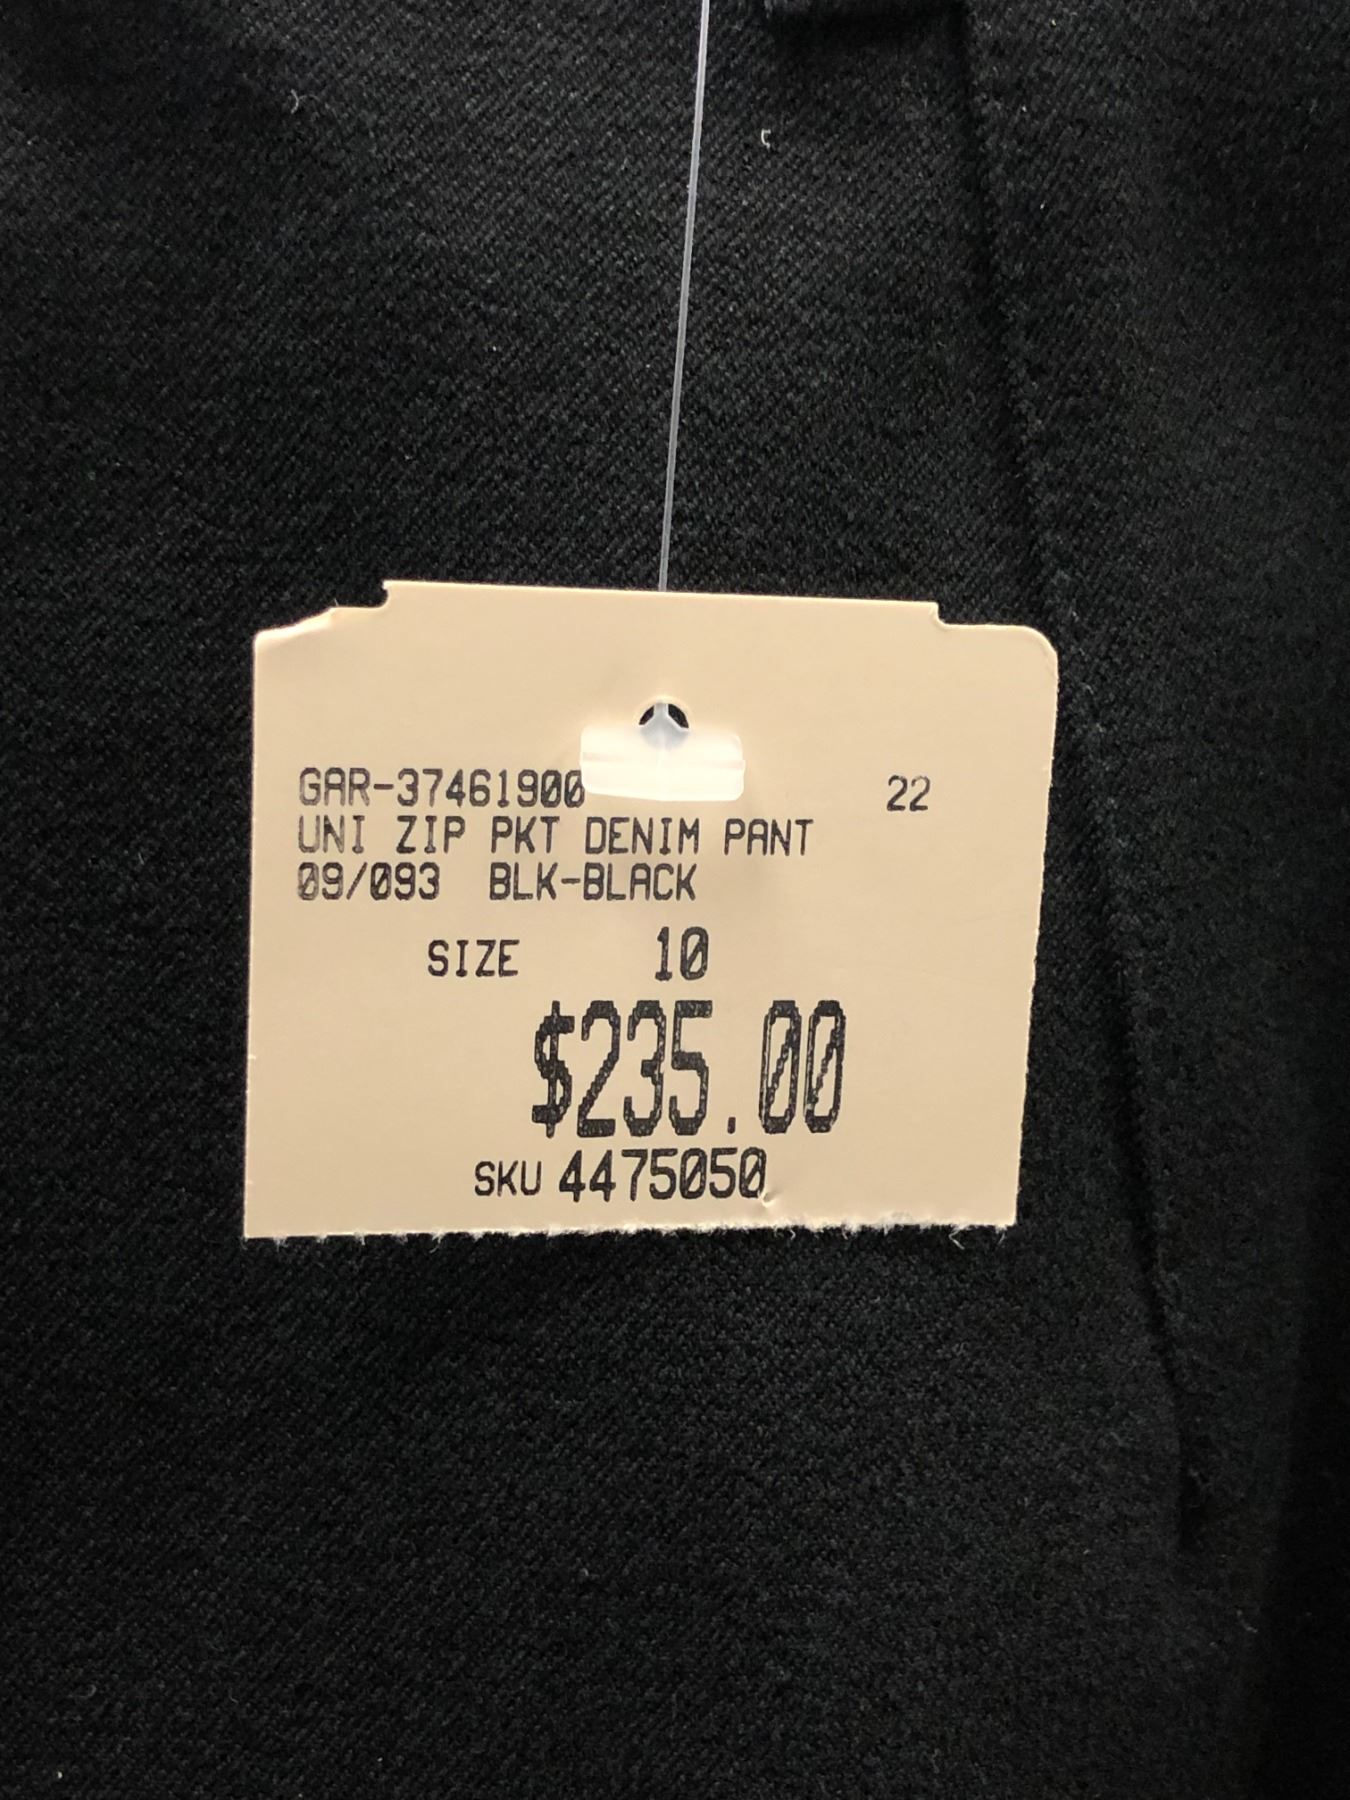 GAR-37461900 22
UNI ZIP PKT DENIM PANT
09/093 BLK-BLACK
SIZE 10
$235.00
SKU 4475050